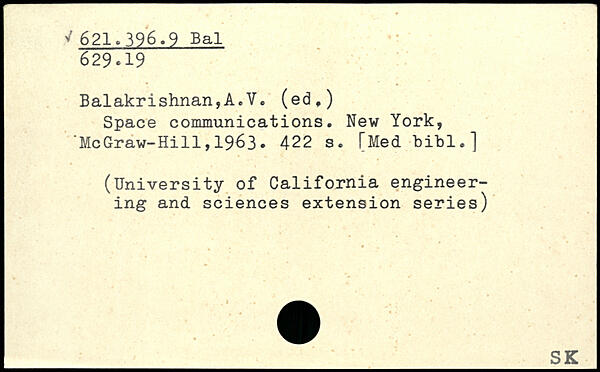 621.396.9 Bal
629.19
Balakrishnan,A.V. (ed.)
Space communications. New York,
McGraw-Hill,1963. 422 s. [Med bibl.]
(University of California engineer-
ing and sciences extension series)
SK